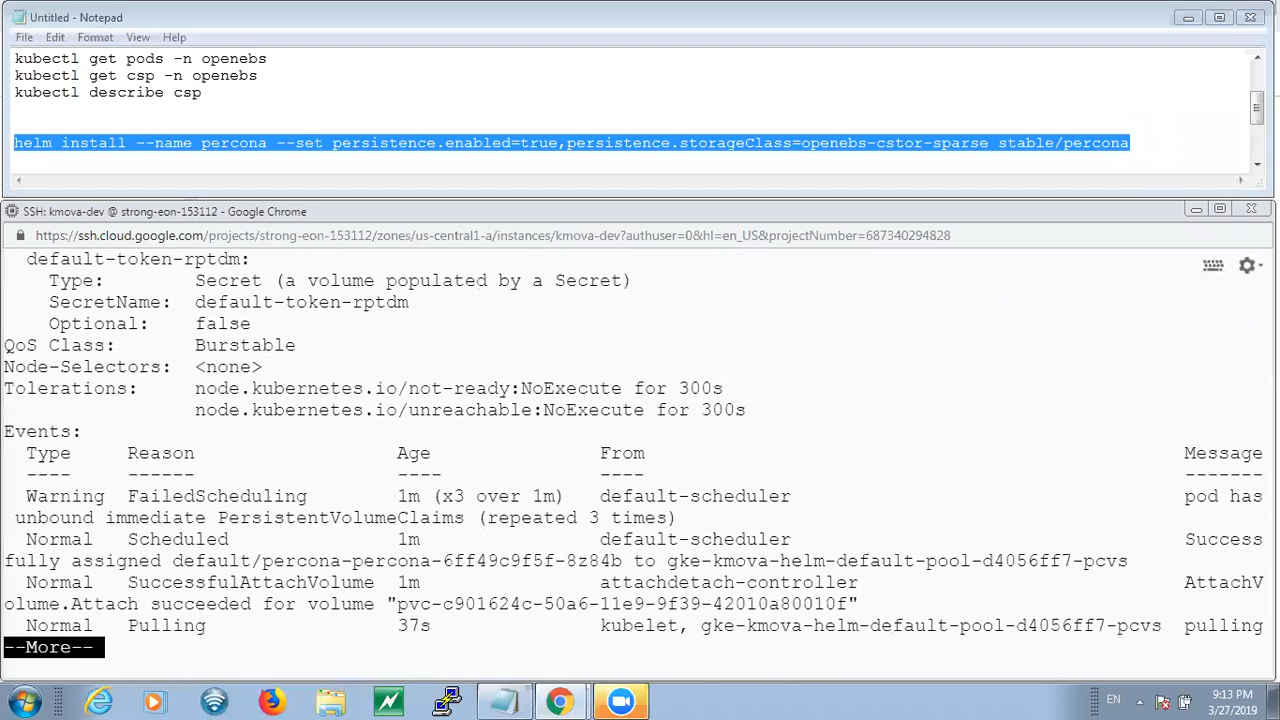 Untitled - Notepad
File Edit Format View Help
kubectl get pods -n openebs
kubectl get csp -n openebs
kubectl describe csp
helm install --name percona --set persistence.enabled=true,persistence.storageClass=openebs-cstor-sparse stable/percona
SSH: kmova-dev @ strong-eon-153112 - Google Chrome
https://ssh.cloud.google.com/projects/strong-eon-153112/zones/us-central1-a/instances/kmova-dev?authuser=0&hl=en_US&projectNumber=687340294828
default-token-rptdm:
Type: Secret (a volume populated by a Secret)
SecretName: default-token-rptdm
Optional: false
QoS Class: Burstable
Node-Selectors: <none>
Tolerations: node.kubernetes.io/not-ready:NoExecute for 300s
node.kubernetes.io/unreachable:NoExecute for 300s
Events:
Type Reason Age From Message
---- ------ ---- ---- -------
Warning FailedScheduling 1m (x3 over 1m) default-scheduler pod has
unbound immediate PersistentVolumeClaims (repeated 3 times)
Normal Scheduled 1m default-scheduler Success
fully assigned default/percona-percona-6ff49c9f5f-8z84b to gke-kmova-helm-default-pool-d4056ff7-pcvs
Normal SuccessfulAttachVolume 1m attachdetach-controller AttachV
olume.Attach succeeded for volume "pvc-c901624c-50a6-11e9-9f39-42010a80010f"
Normal Pulling 37s kubelet, gke-kmova-helm-default-pool-d4056ff7-pcvs pulling
--More--
EN
9:13 PM
3/27/2019